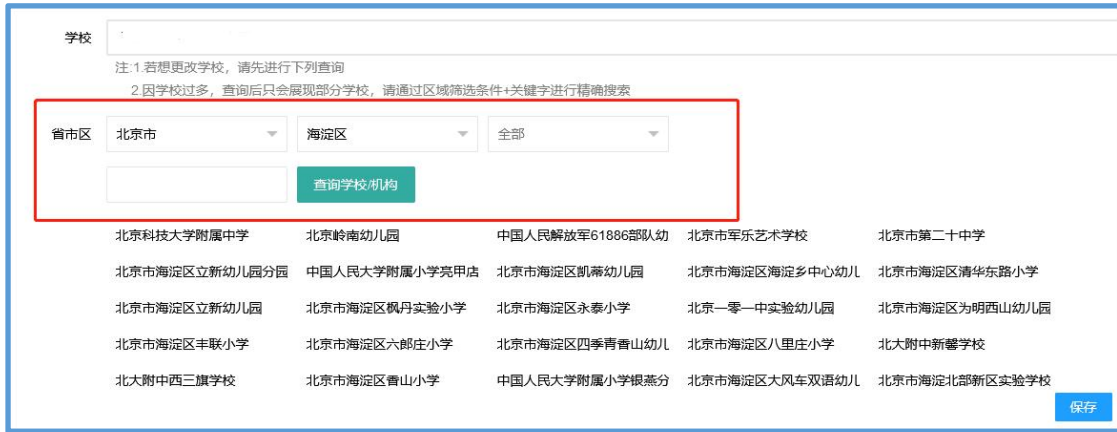 学校
注:1.若想更改学校，请先进行下列查询
2.因学校过多，查询后只会展现部分学校，请通过区域筛选条件+关键字进行精确搜索
省市区 北京市 海淀区 全部
查询学校/机构
北京科技大学附属中学 北京岭南幼儿园 中国人民解放军61886部队幼 北京市军乐艺术学校 北京市第二十中学
北京市海淀区立新幼儿园分园 中国人民大学附属小学亮甲店 北京市海淀区凯蒂幼儿园 北京市海淀区海淀乡中心幼儿 北京市海淀区清华东路小学
北京市海淀区立新幼儿园 北京市海淀区枫丹实验小学 北京市海淀区永泰小学 北京一零一中实验幼儿园 北京市海淀区为明西山幼儿园
北京市海淀区丰联小学 北京市海淀区六郎庄小学 北京市海淀区四季青香山幼儿 北京市海淀区八里庄小学 北大附中新馨学校
北大附中西三旗学校 北京市海淀区香山小学 中国人民大学附属小学银燕分 北京市海淀区大风车双语幼儿 北京市海淀北部新区实验学校
保存